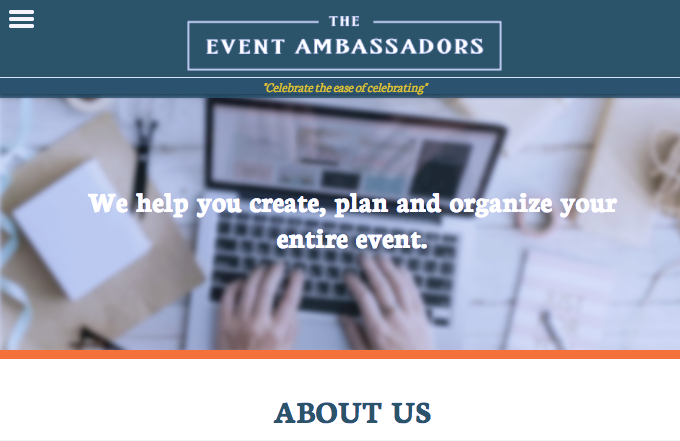 THE
EVENT AMBASSADORS
"Celebrate the ease of celebrating"
We help you create, plan and organize your
entire event.
ABOUT US